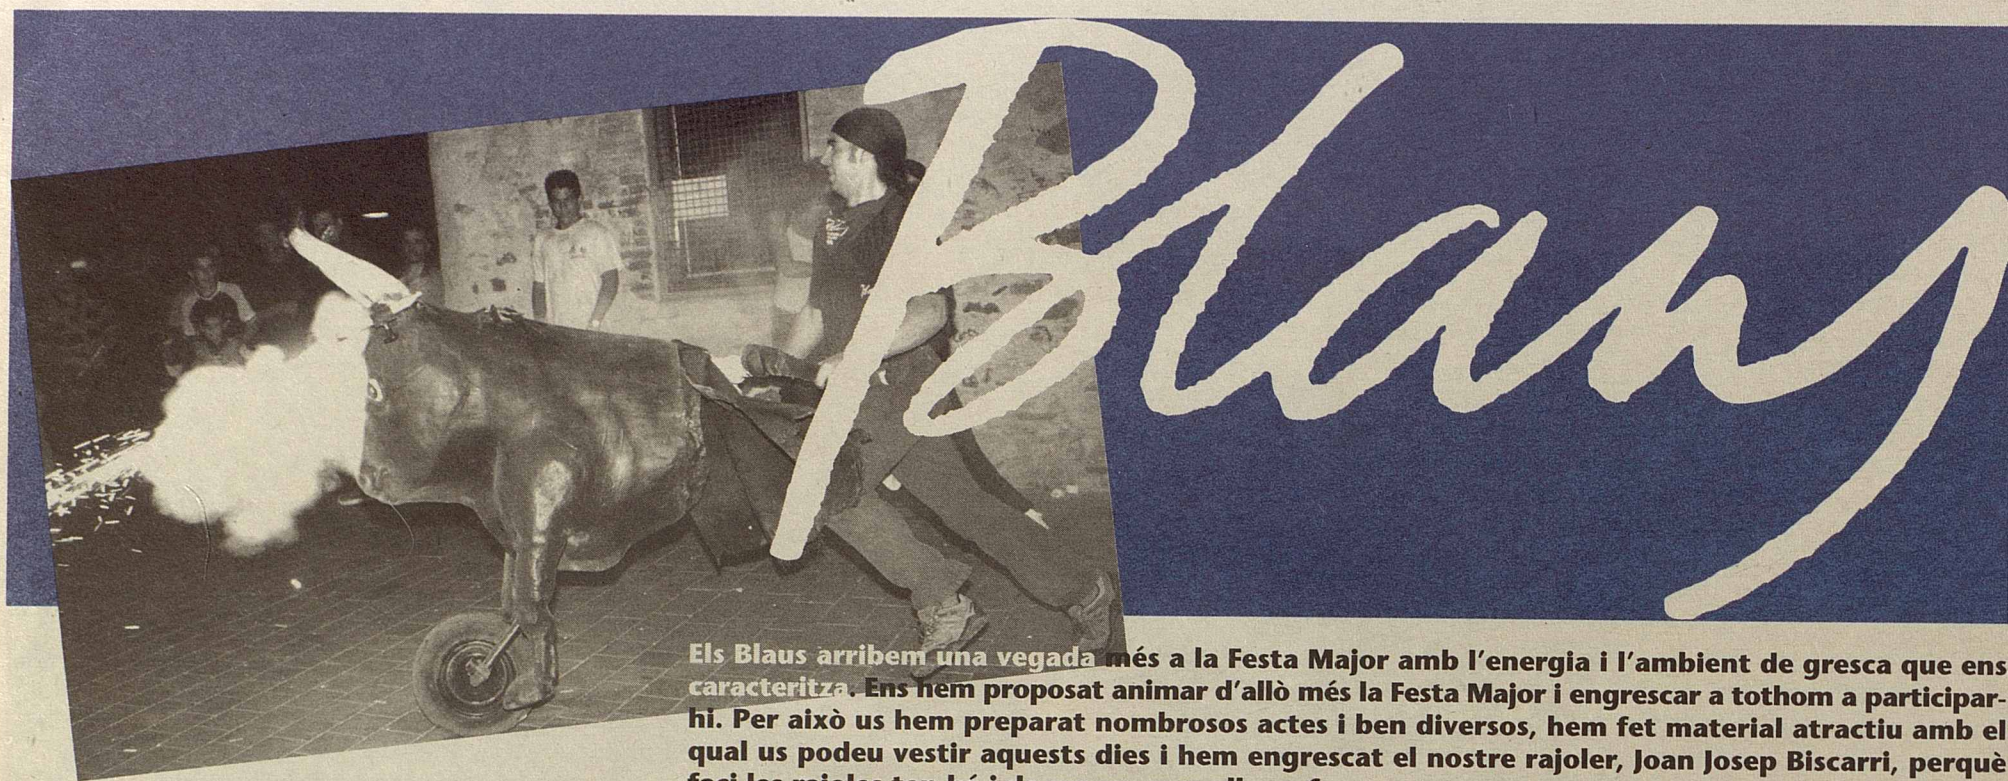 Blaus
Els Blaus arribem una vegada més a la Festa Major amb l'energia i l'ambient de gresca que ens
caracteritza. Ens hem proposat animar d'allò més la Festa Major i engrescar a tothom a participar-
hi. Per això us hem preparat nombrosos actes i ben diversos, hem fet material atractiu amb el
qual us podeu vestir aquests dies i hem engrescat el nostre rajoler, Joan Josep Biscarri, perquè